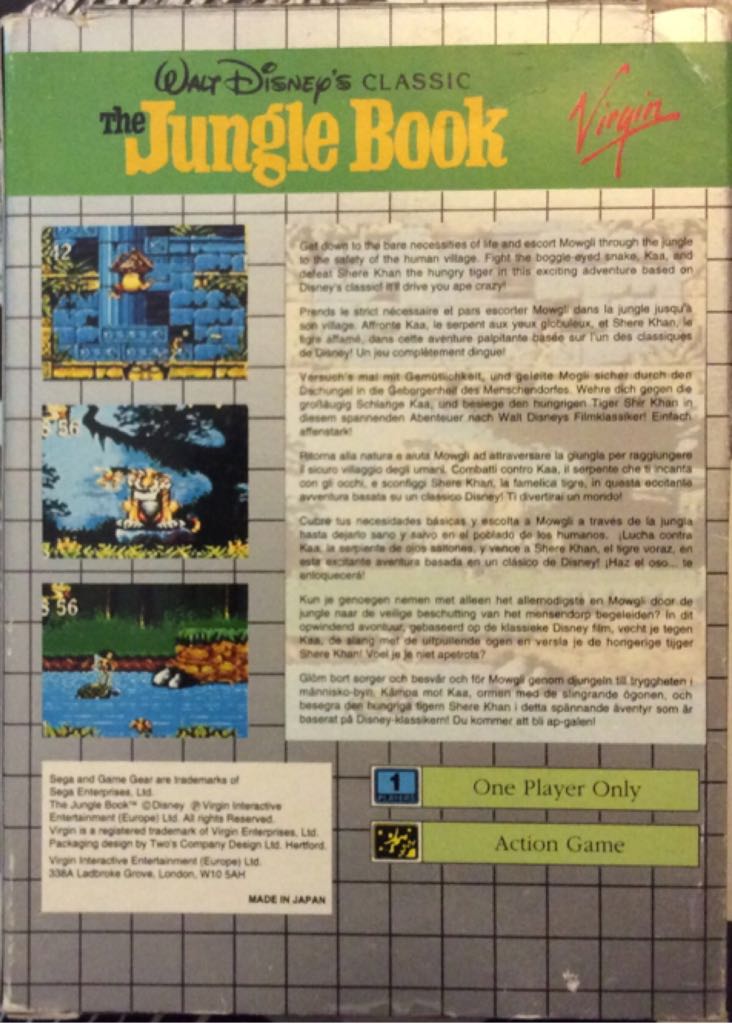 WALT DISNEY'S CLASSIC
The Jungle Book
Virgin
42
Get down to the bare necessities of life and escort Mowgli through the jungle
to the safety of the human village. Fight the boggle-eyed snake, Kaa, and
defeat Shere Khan the hungry tiger in this exciting adventure based on
Disney's classic! It'll drive you ape crazy!
Prends le strict nécessaire et pars escorter Mowgli dans la jungle jusqu'à
son village. Affronte Kaa, le serpent aux yeux globuleux, et Shere Khan, le
tigre affamé, dans cette aventure palpitante basée sur l'un des classiques
de Disney! Un jeu complètement dingue!
Versuch's mal mit Gemütlichkeit, und geleite Mogli sicher durch den
Dschungel in die Geborgenheit des Menschendorfes. Wehre dich gegen die
großäugig Schlange Kaa, und besiege den hungrigen Tiger Shir Khan in
diesem spannenden Abenteuer nach Walt Disneys Filmklassiker! Einfach
affenstark!
56
Ritorna alla natura e aiuta Mowgli ad attraversare la giungla per raggiungere
il sicuro villaggio degli umani. Combatti contro Kaa, il serpente che ti incanta
con gli occhi, e sconfiggi Shere Khan, la famelica tigre, in questa eccitante
avventura basata su un classico Disney! Ti divertirai un mondo!
Cubre tus necesidades básicas y escolta a Mowgli a través de la jungla
hasta dejarlo sano y salvo en el poblado de los humanos. ¡Lucha contra
Kaa, la serpiente de ojos saltones, y vence a Shere Khan, el tigre voraz, en
esta excitante aventura basada en un clásico de Disney! ¡Haz el oso... te
enloquecerá!
56
Kun je genoegen nemen met alleen het allernodigste en Mowgli door de
jungle naar de veilige beschutting van het mensendorp begeleiden? In dit
opwindend avontuur, gebaseerd op de klassieke Disney film, vecht je tegen
Kaa, de slang met de uitpuilende ogen en versla je de hongerige tijger
Shere Khan! Voel je je niet apetrots?
Glöm bort sorger och besvär och för Mowgli genom djungeln till tryggheten i
människo-byn. Kämpa mot Kaa, ormen med de slingrande ögonen, och
besegra den hungriga tigern Shere Khan i detta spännande äventyr som är
baserat på Disney-klassikern! Du kommer att bli ap-galen!
Sega and Game Gear are trademarks of
Sega Enterprises, Ltd.
The Jungle Book™ ©Disney ℗ Virgin Interactive
Entertainment (Europe) Ltd. All rights Reserved.
Virgin is a registered trademark of Virgin Enterprises, Ltd.
Packaging design by Two's Company Design Ltd. Hertford.
Virgin Interactive Entertainment (Europe) Ltd.
338A Ladbroke Grove, London, W10 5AH
MADE IN JAPAN
1
PLAYERS
One Player Only
Action Game